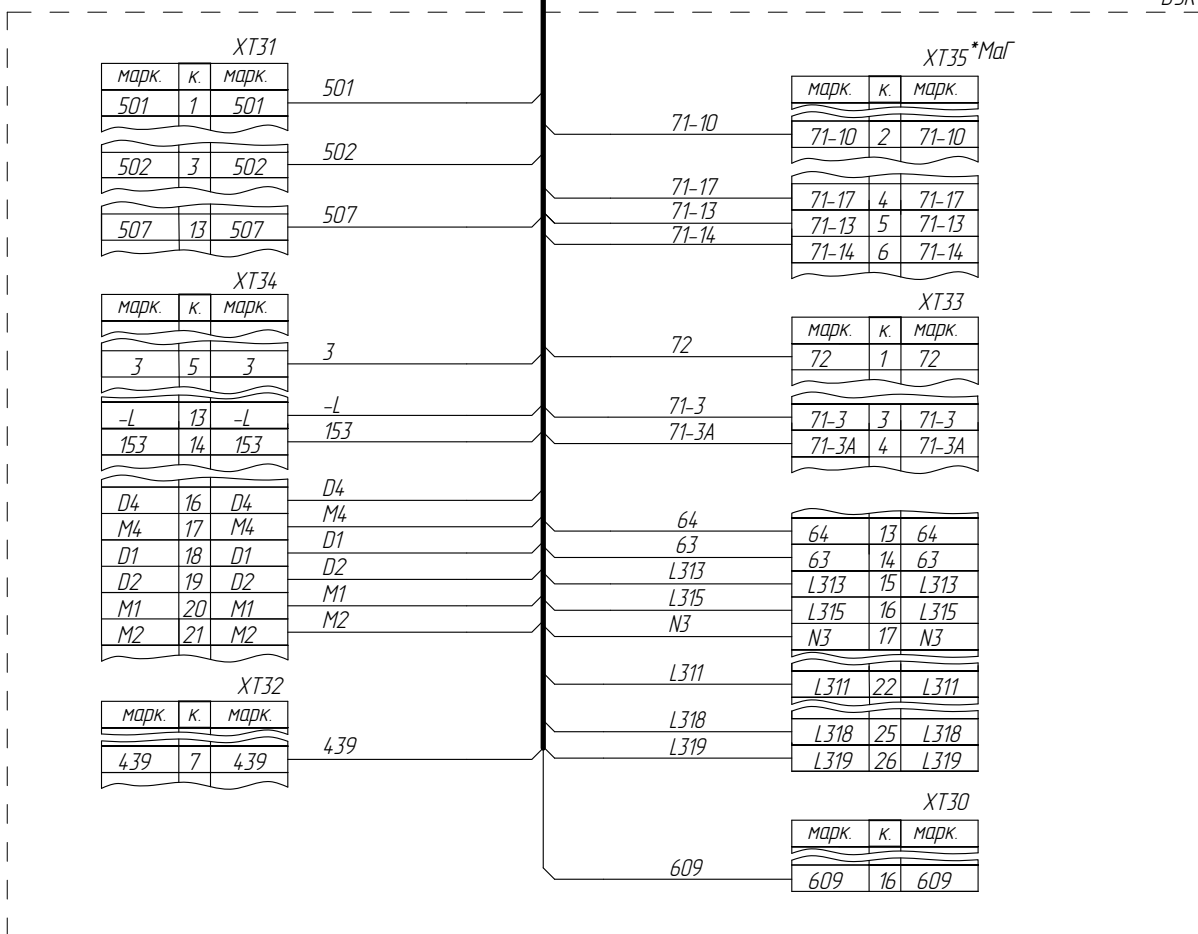 XT31
марк. к. марк.
501 1 501 501
502 3 502 502
507 13 507 507
XT34
марк. к. марк.
3 5 3 3
-L 13 -L -L
153 14 153 153
D4 16 D4 D4
M4 17 M4 M4
D1 18 D1 D1
D2 19 D2 D2
M1 20 M1 M1
M2 21 M2 M2
XT32
марк. к. марк.
439 7 439 439
XT35 *МаГ
марк. к. марк.
71-10 71-10 2 71-10
71-17 71-17 4 71-17
71-13 71-13 5 71-13
71-14 71-14 6 71-14
XT33
марк. к. марк.
72 72 1 72
71-3 71-3 3 71-3
71-3A 71-3A 4 71-3A
64 64 13 64
63 63 14 63
L313 L313 15 L313
L315 L315 16 L315
N3 N3 17 N3
L311 L311 22 L311
L318 L318 25 L318
L319 L319 26 L319
XT30
марк. к. марк.
609 609 16 609